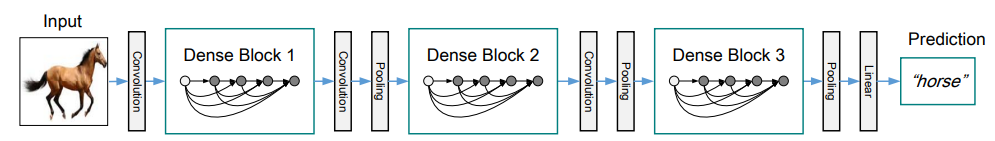 Input
Convolution
Dense Block 1
Convolution
Pooling
Dense Block 2
Convolution
Pooling
Dense Block 3
Pooling
Linear
Prediction
“horse”